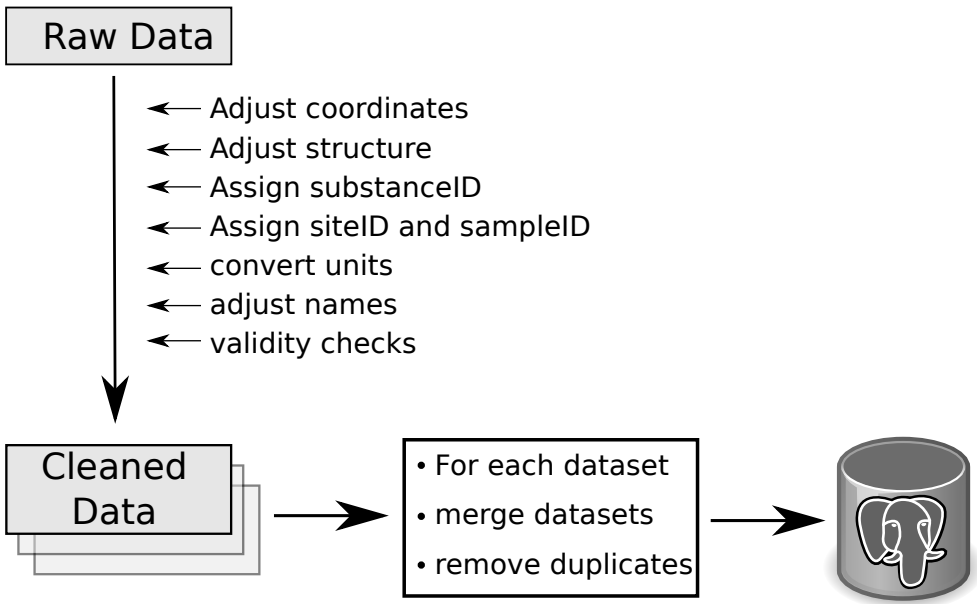 Raw Data
Adjust coordinates
Adjust structure
Assign substanceID
Assign siteID and sampleID
convert units
adjust names
validity checks
Cleaned
Data
• For each dataset
• merge datasets
• remove duplicates